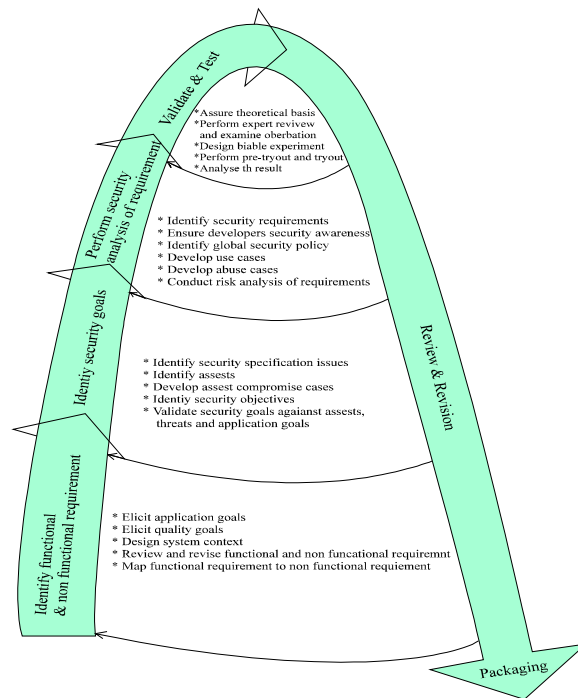 Validate & Test
*Assure theoretical basis
*Perform expert revivew
and examine oberbation
*Design biable experiment
*Perform pre-tryout and tryout
*Analyse th result
Perform security
analysis of requirement
* Identify security requirements
* Ensure developers security awareness
* Identify global security policy
* Develop use cases
* Develop abuse cases
* Conduct risk analysis of requirements
Identiy security goals
Review & Revision
* Identify security specification issues
* Identify assests
* Develop assest compromise cases
* Identiy security objectives
* Validate security goals agaianst assests,
threats and application goals
Identify functional
& non functional requirement
* Elicit application goals
* Elicit quality goals
* Design system context
* Review and revise functional and non funcational requiremnt
* Map functional requirement to non functional requiement
Packaging